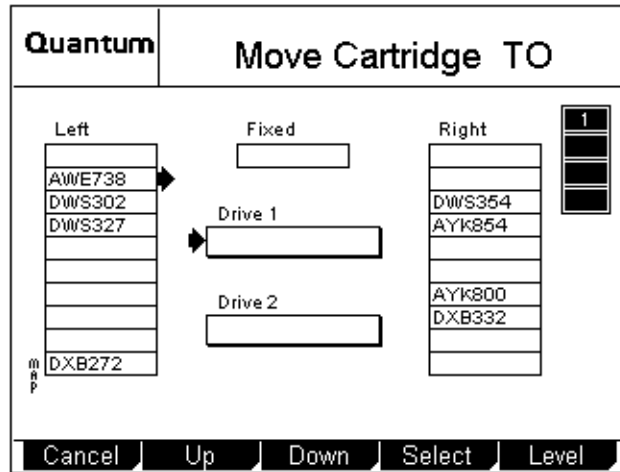 Quantum
Move Cartridge TO
Left
Fixed
Right
1
AWE738
DWS302
DWS354
DWS327
Drive 1
AYK854
AYK800
Drive 2
DXB332
DXB272
MAP
Cancel Up Down Select Level